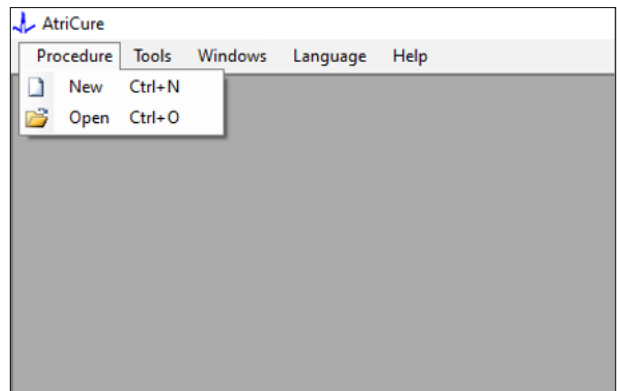 AtriCure
Procedure Tools Windows Language Help
New Ctrl+N
Open Ctrl+O